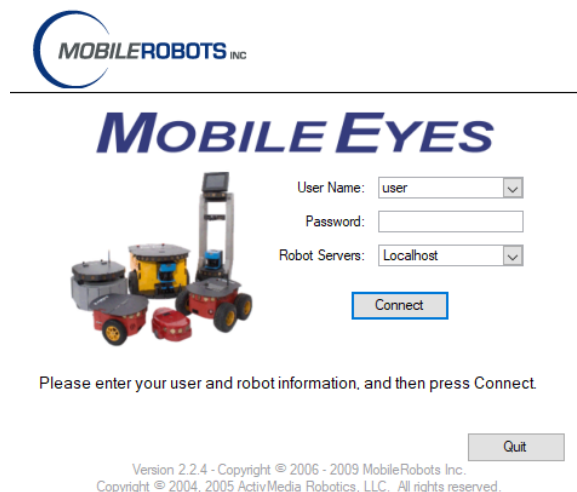 MOBILEROBOTS INC
MOBILE EYES
User Name: user
Password:
Robot Servers: Localhost
Connect
Please enter your user and robot information, and then press Connect.
Quit
Version 2.2.4 - Copyright © 2006 - 2009 MobileRobots Inc.
Copyright © 2004, 2005 ActivMedia Robotics, LLC. All rights reserved.